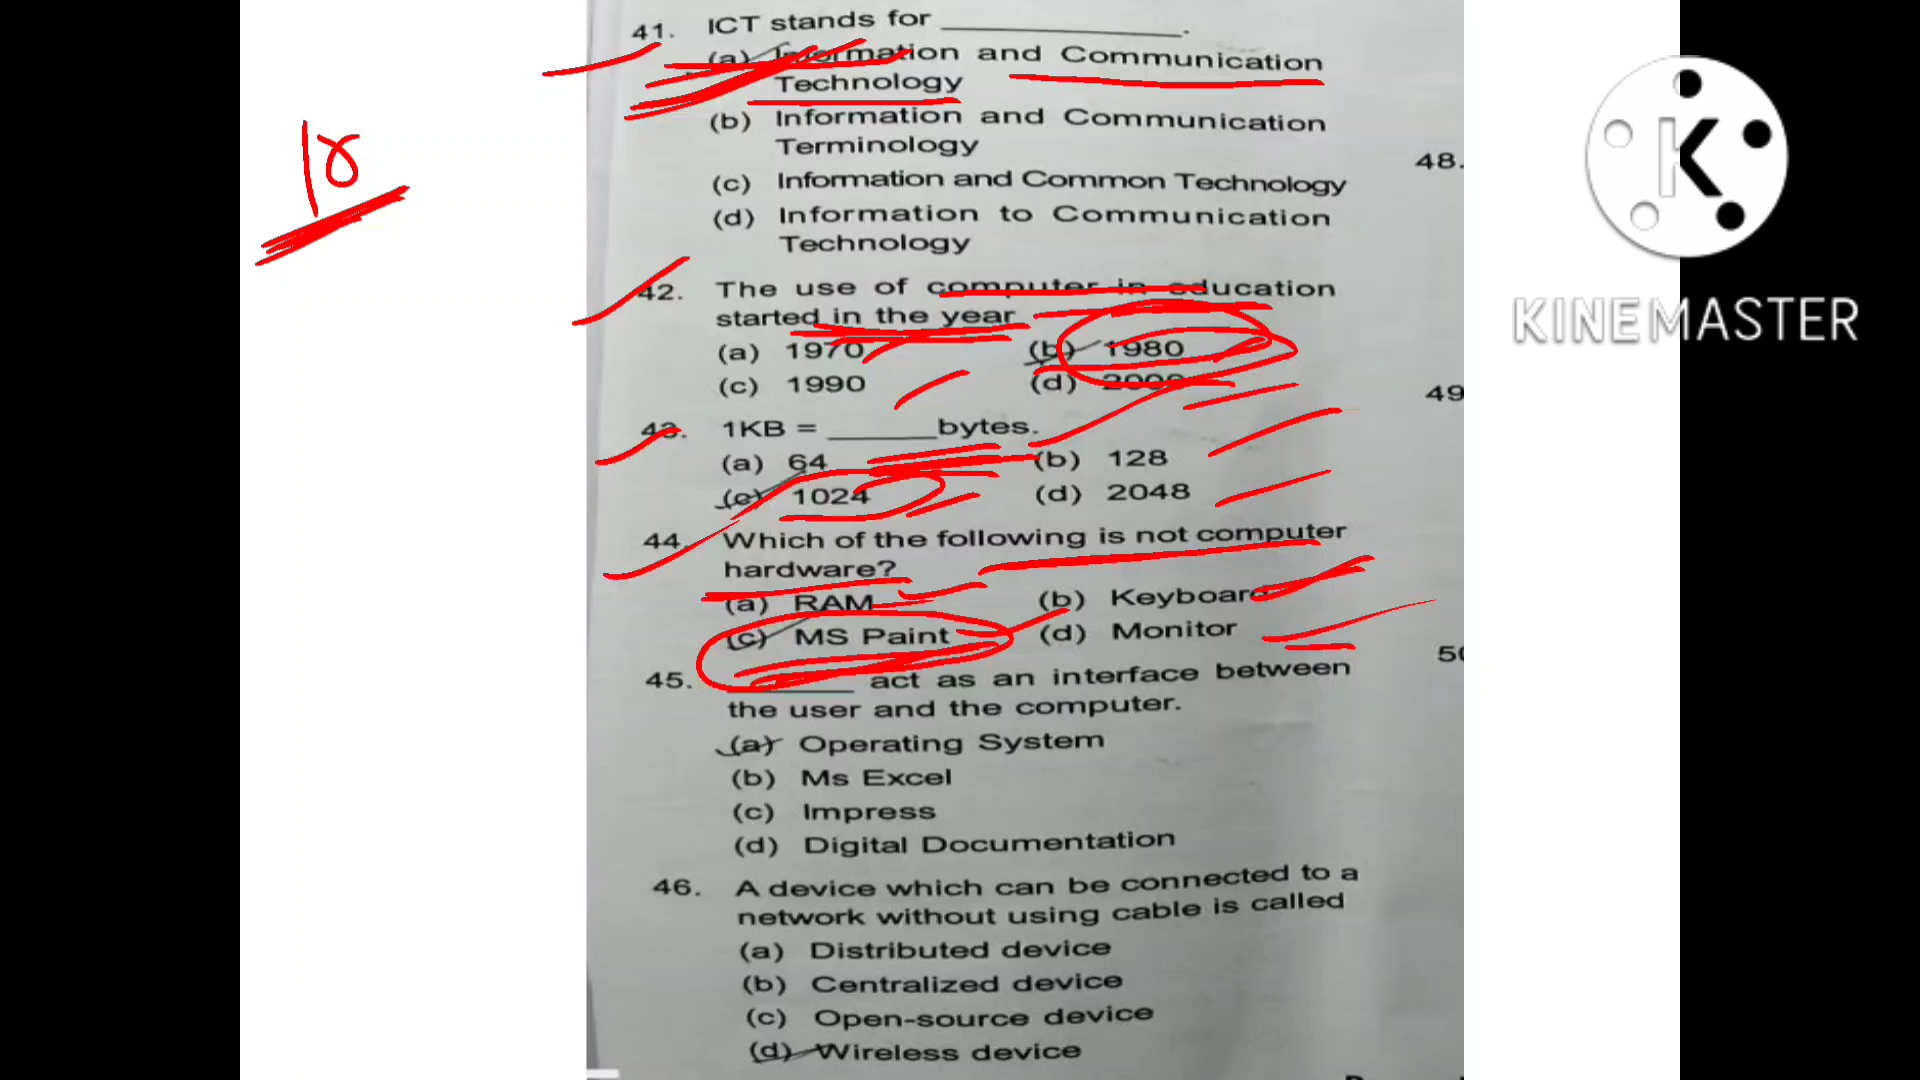 41. ICT stands for ____________.
(a) Information and Communication
Technology
(b) Information and Communication
Terminology
(c) Information and Common Technology
(d) Information to Communication
Technology
42. The use of computer in education
started in the year
(a) 1970 (b) 1980
(c) 1990 (d) 2000
43. 1KB = ______bytes.
(a) 64 (b) 128
(c) 1024 (d) 2048
44. Which of the following is not computer
hardware?
(a) RAM (b) Keyboard
(c) MS Paint (d) Monitor
45. _______ act as an interface between
the user and the computer.
(a) Operating System
(b) Ms Excel
(c) Impress
(d) Digital Documentation
46. A device which can be connected to a
network without using cable is called
(a) Distributed device
(b) Centralized device
(c) Open-source device
(d) Wireless device
48.
49
50
K
KINEMASTER